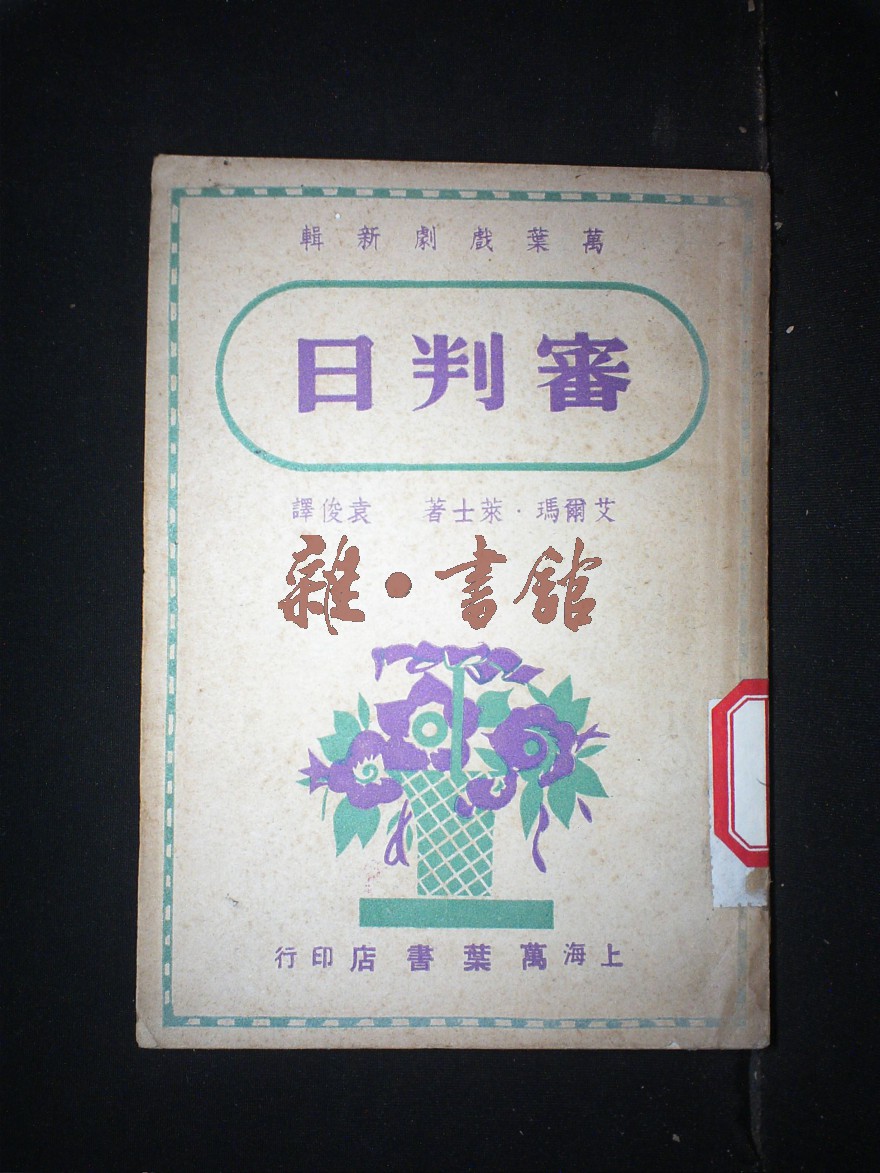 萬葉戲劇新輯
審判日
艾爾瑪·萊士著 袁俊譯
雜·書館
上海萬葉書店印行